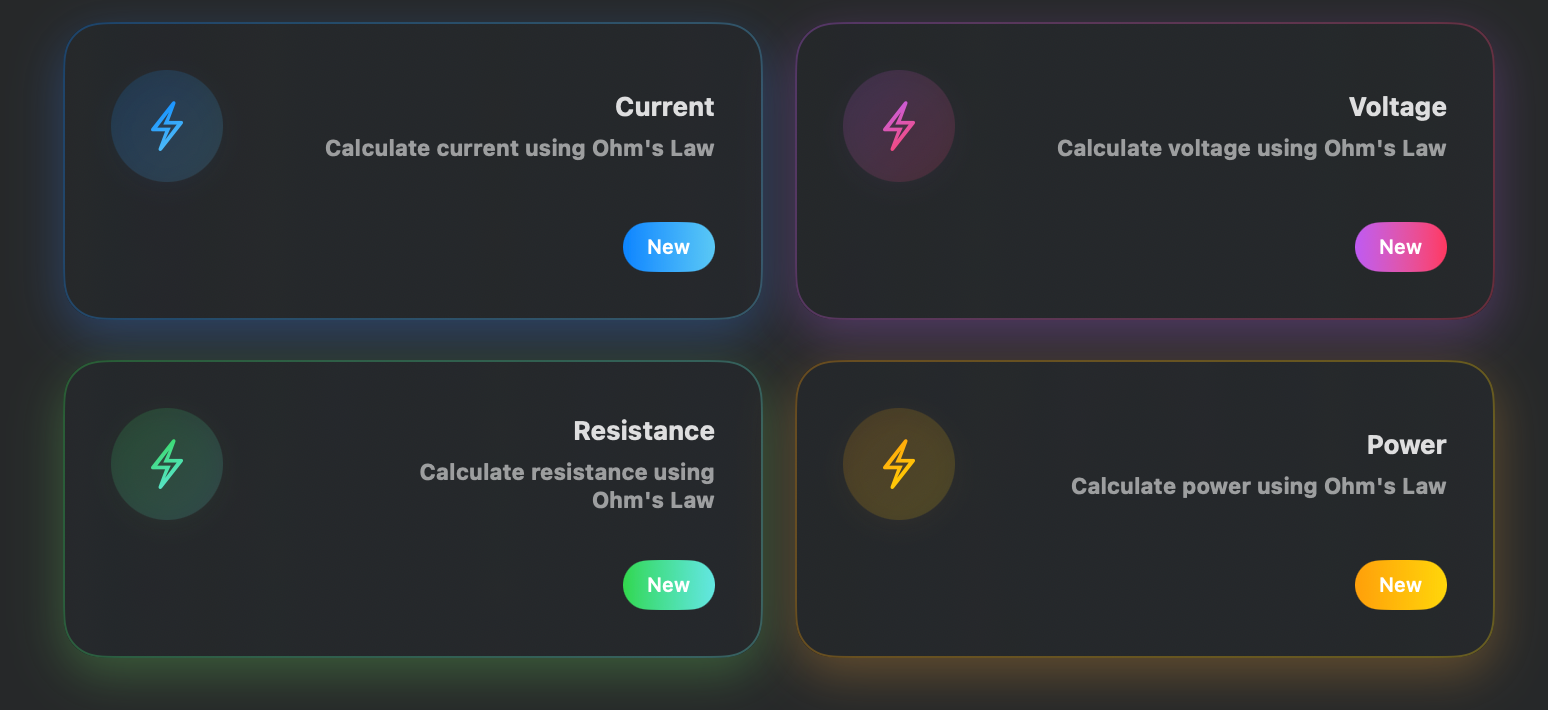 Current
Calculate current using Ohm's Law
New
Voltage
Calculate voltage using Ohm's Law
New
Resistance
Calculate resistance using
Ohm's Law
New
Power
Calculate power using Ohm's Law
New